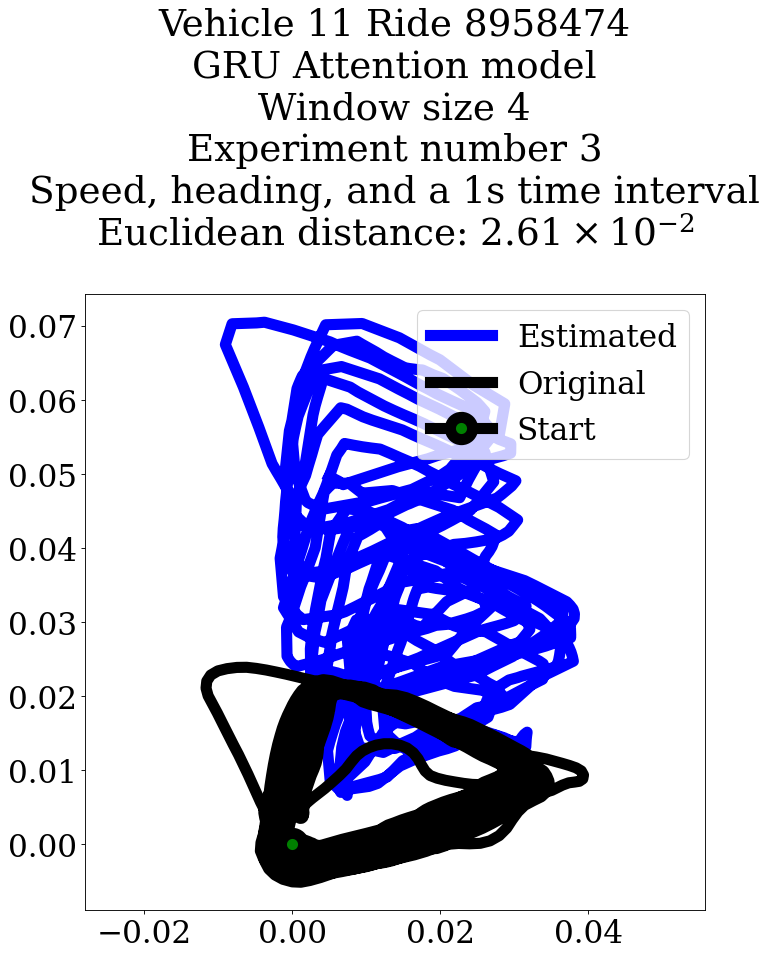 Vehicle 11 Ride 8958474
GRU Attention model
Window size 4
Experiment number 3
Speed, heading, and a 1s time interval
Euclidean distance: 2.61 × 10⁻²
Estimated
Original
Start
0.07
0.06
0.05
0.04
0.03
0.02
0.01
0.00
−0.02 0.00 0.02 0.04